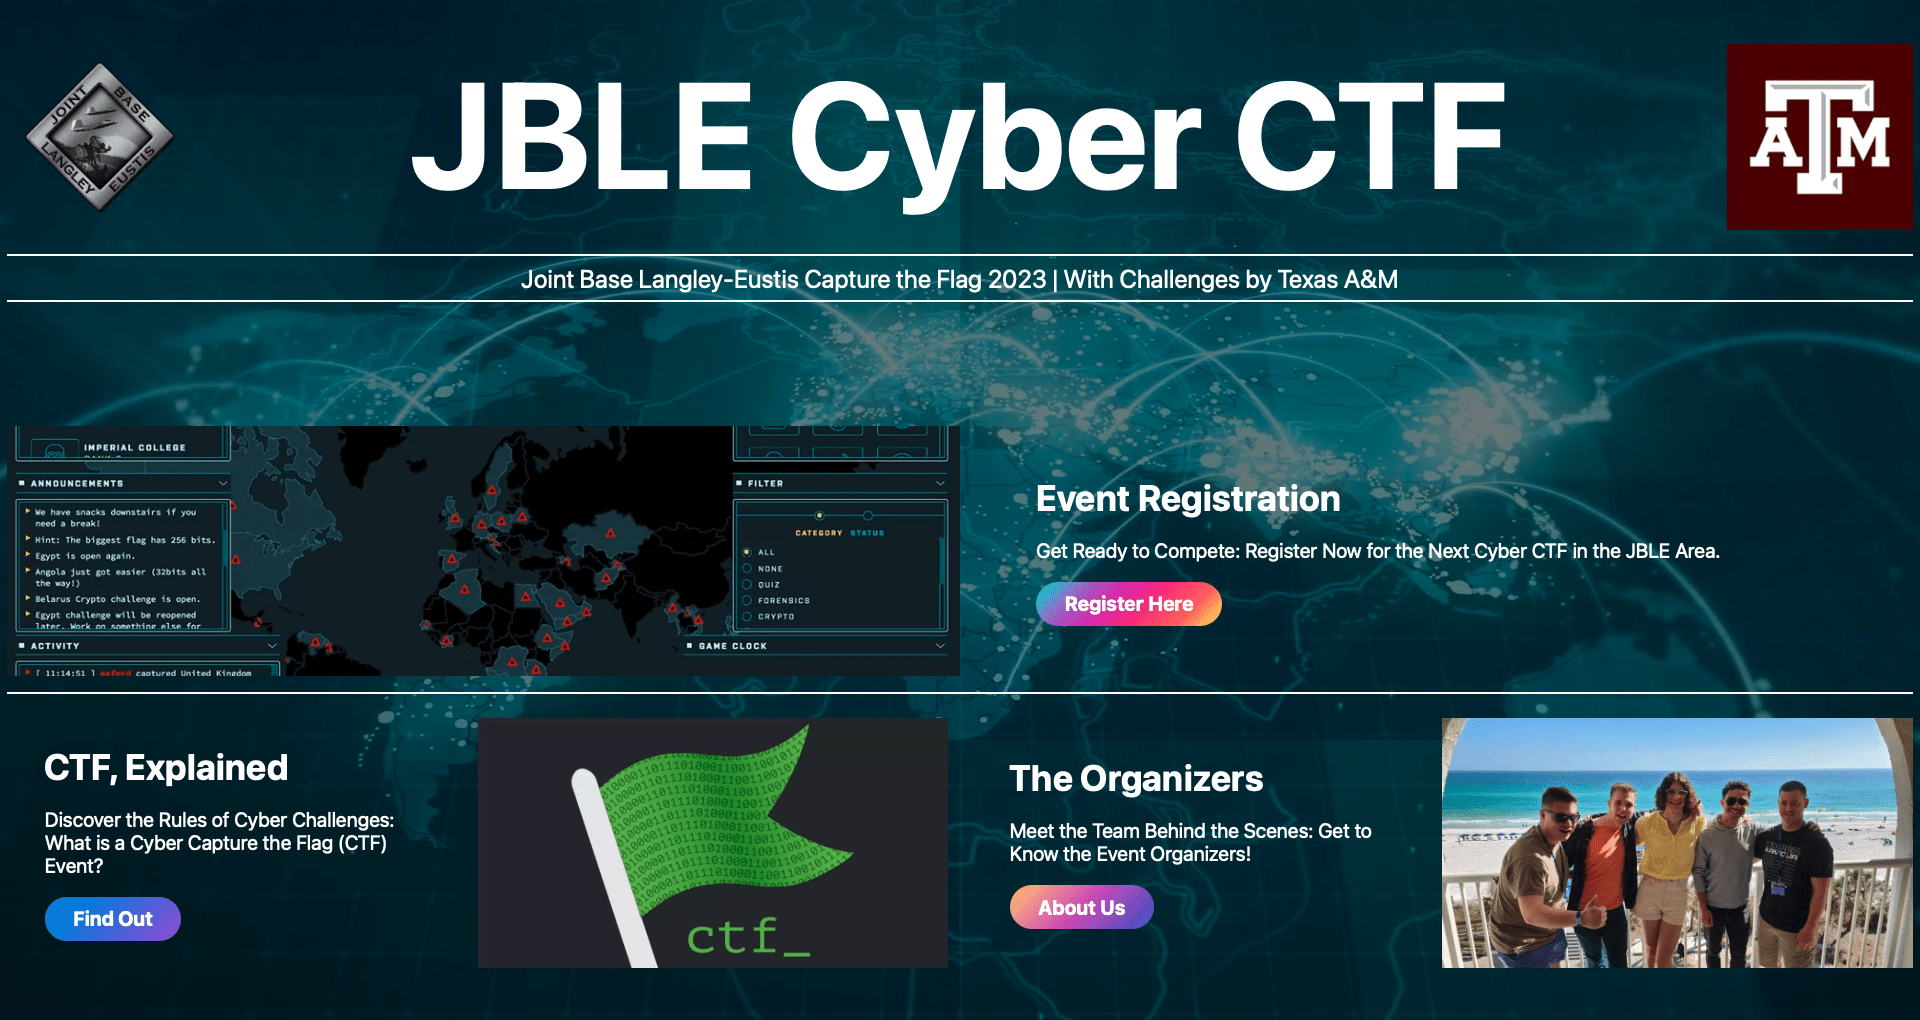 JOINT BASE
LANGLEY EUSTIS
JBLE Cyber CTF
ATM
Joint Base Langley-Eustis Capture the Flag 2023 | With Challenges by Texas A&M
IMPERIAL COLLEGE
ANNOUNCEMENTS
We have snacks downstairs if you
need a break!
Hint: The biggest flag has 256 bits.
Egypt is open again.
Angola just got easier (32bits all
the way!)
Belarus Crypto challenge is open.
Egypt challenge will be reopened
later. Work on something else for
ACTIVITY
[ 11:14:51 ] saferd captured United Kingdom
FILTER
CATEGORY STATUS
ALL
NONE
QUIZ
FORENSICS
CRYPTO
GAME CLOCK
Event Registration
Get Ready to Compete: Register Now for the Next Cyber CTF in the JBLE Area.
Register Here
CTF, Explained
Discover the Rules of Cyber Challenges:
What is a Cyber Capture the Flag (CTF)
Event?
Find Out
ctf_
The Organizers
Meet the Team Behind the Scenes: Get to
Know the Event Organizers!
About Us